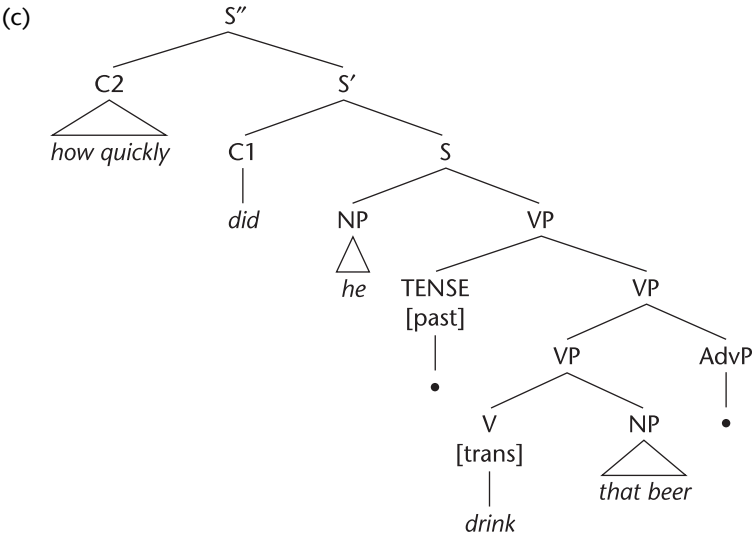 (c)
S″
C2 S′
how quickly C1 S
did NP VP
he TENSE VP
[past]
VP AdvP
V NP
[trans]
that beer
drink